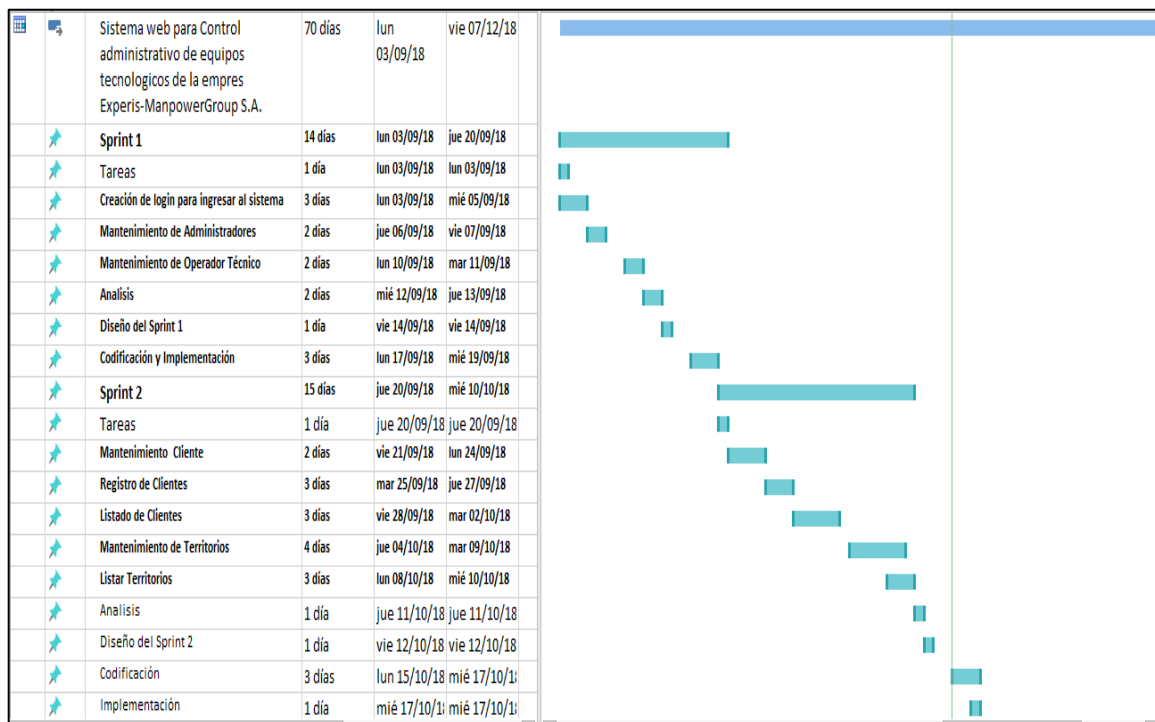 Sistema web para Control 70 días lun vie 07/12/18
administrativo de equipos 03/09/18
tecnologicos de la empres
Experis-ManpowerGroup S.A.
Sprint 1 14 días lun 03/09/18 jue 20/09/18
Tareas 1 día lun 03/09/18 lun 03/09/18
Creación de login para ingresar al sistema 3 días lun 03/09/18 mié 05/09/18
Mantenimiento de Administradores 2 días jue 06/09/18 vie 07/09/18
Mantenimiento de Operador Técnico 2 días lun 10/09/18 mar 11/09/18
Analisis 2 días mié 12/09/18 jue 13/09/18
Diseño del Sprint 1 1 día vie 14/09/18 vie 14/09/18
Codificación y Implementación 3 días lun 17/09/18 mié 19/09/18
Sprint 2 15 días jue 20/09/18 mié 10/10/18
Tareas 1 día jue 20/09/18 jue 20/09/18
Mantenimiento Cliente 2 días vie 21/09/18 lun 24/09/18
Registro de Clientes 3 días mar 25/09/18 jue 27/09/18
Listado de Clientes 3 días vie 28/09/18 mar 02/10/18
Mantenimiento de Territorios 4 días jue 04/10/18 mar 09/10/18
Listar Territorios 3 días lun 08/10/18 mié 10/10/18
Analisis 1 día jue 11/10/18 jue 11/10/18
Diseño del Sprint 2 1 día vie 12/10/18 vie 12/10/18
Codificación 3 días lun 15/10/18 mié 17/10/1
Implementación 1 día mié 17/10/1 mié 17/10/1